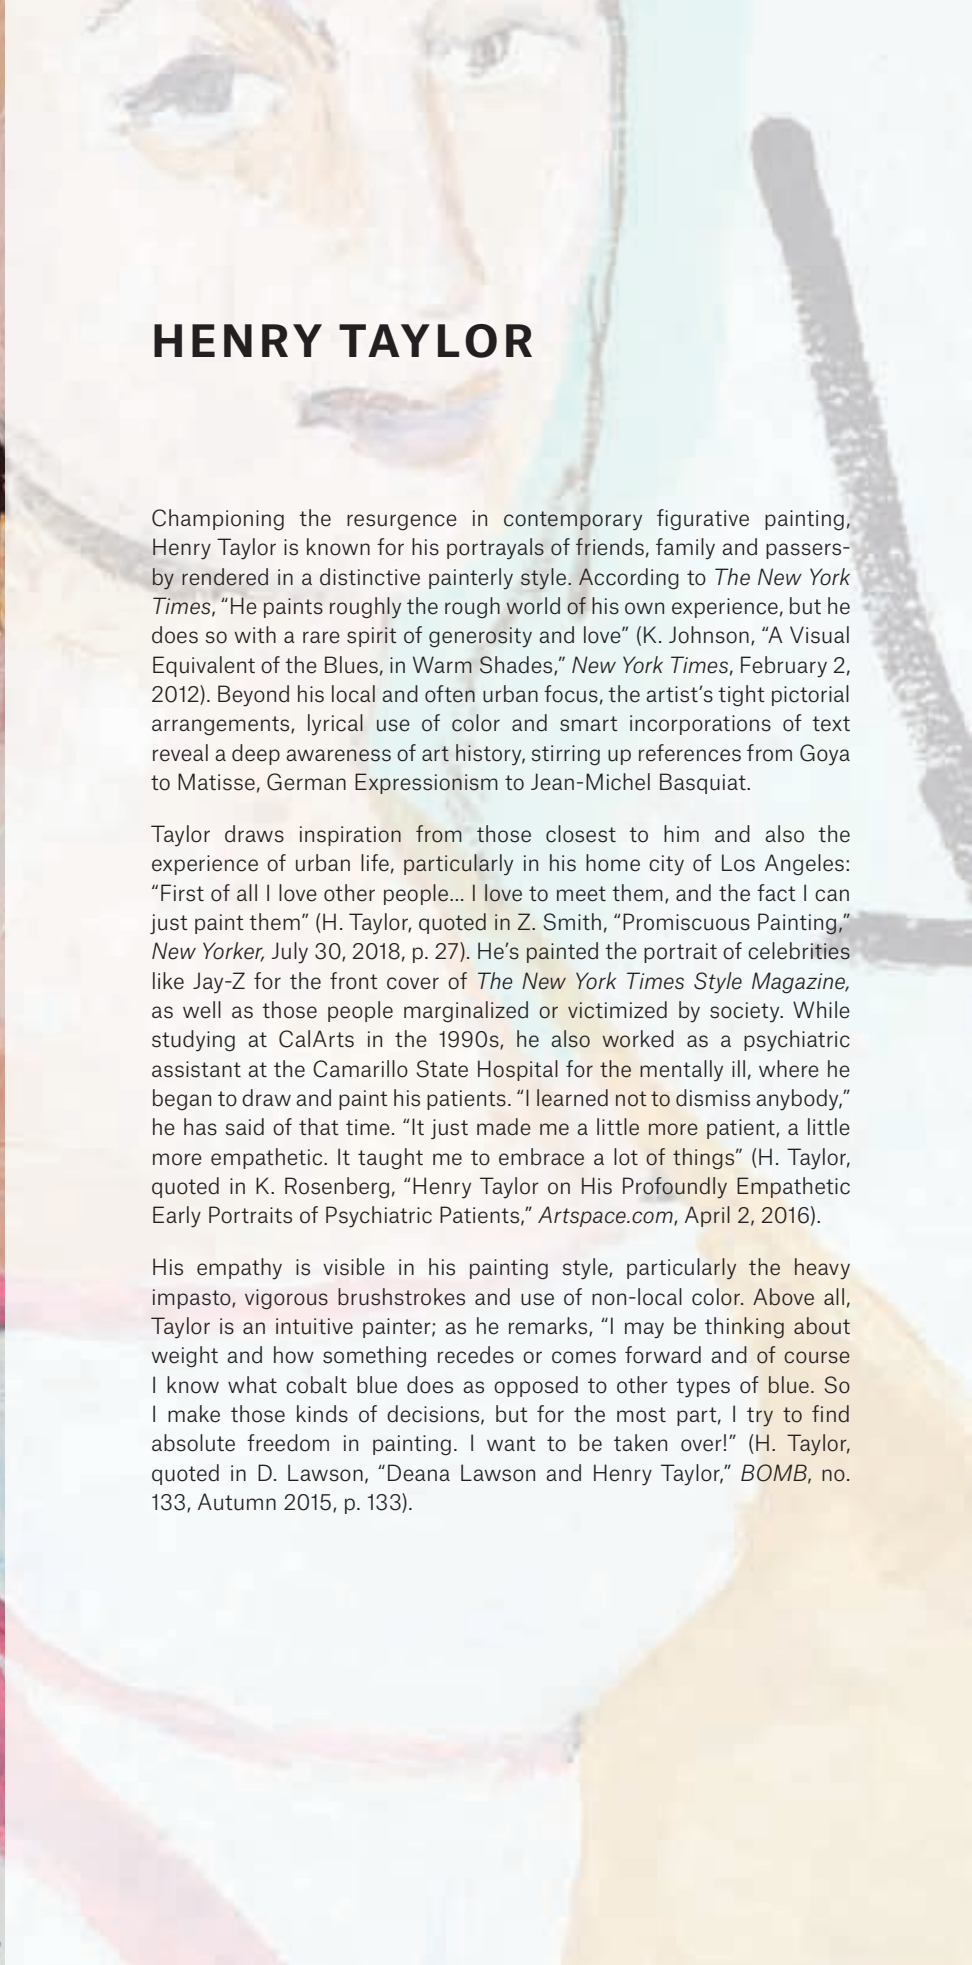 HENRY TAYLOR
Championing the resurgence in contemporary figurative painting,
Henry Taylor is known for his portrayals of friends, family and passers-
by rendered in a distinctive painterly style. According to The New York
Times, “He paints roughly the rough world of his own experience, but he
does so with a rare spirit of generosity and love” (K. Johnson, “A Visual
Equivalent of the Blues, in Warm Shades,” New York Times, February 2,
2012). Beyond his local and often urban focus, the artist’s tight pictorial
arrangements, lyrical use of color and smart incorporations of text
reveal a deep awareness of art history, stirring up references from Goya
to Matisse, German Expressionism to Jean-Michel Basquiat.
Taylor draws inspiration from those closest to him and also the
experience of urban life, particularly in his home city of Los Angeles:
“First of all I love other people... I love to meet them, and the fact I can
just paint them” (H. Taylor, quoted in Z. Smith, “Promiscuous Painting,”
New Yorker, July 30, 2018, p. 27). He’s painted the portrait of celebrities
like Jay-Z for the front cover of The New York Times Style Magazine,
as well as those people marginalized or victimized by society. While
studying at CalArts in the 1990s, he also worked as a psychiatric
assistant at the Camarillo State Hospital for the mentally ill, where he
began to draw and paint his patients. “I learned not to dismiss anybody,”
he has said of that time. “It just made me a little more patient, a little
more empathetic. It taught me to embrace a lot of things” (H. Taylor,
quoted in K. Rosenberg, “Henry Taylor on His Profoundly Empathetic
Early Portraits of Psychiatric Patients,” Artspace.com, April 2, 2016).
His empathy is visible in his painting style, particularly the heavy
impasto, vigorous brushstrokes and use of non-local color. Above all,
Taylor is an intuitive painter; as he remarks, “I may be thinking about
weight and how something recedes or comes forward and of course
I know what cobalt blue does as opposed to other types of blue. So
I make those kinds of decisions, but for the most part, I try to find
absolute freedom in painting. I want to be taken over!” (H. Taylor,
quoted in D. Lawson, “Deana Lawson and Henry Taylor,” BOMB, no.
133, Autumn 2015, p. 133).